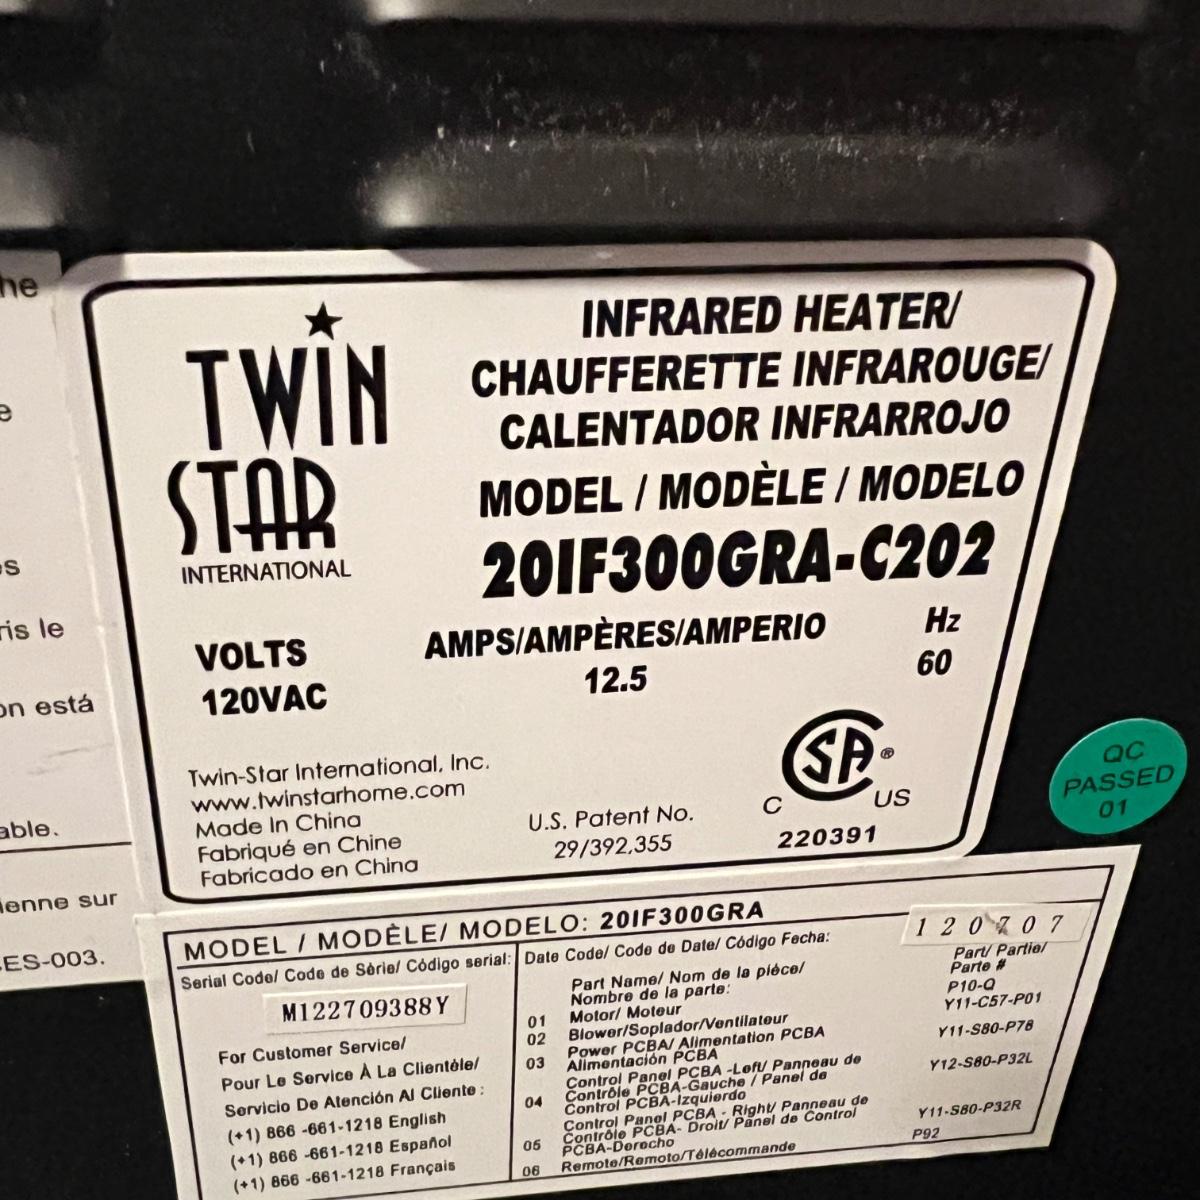 he
e
es
ris le
on está
able.
ienne sur
ES-003.
TWIN
STAR
INTERNATIONAL
INFRARED HEATER/
CHAUFFERETTE INFRAROUGE/
CALENTADOR INFRARROJO
MODEL / MODÈLE / MODELO
20IF300GRA-C202
VOLTS
120VAC
AMPS/AMPÈRES/AMPERIO
12.5
Hz
60
Twin-Star International, Inc.
www.twinstarhome.com
Made In China
Fabriqué en Chine
Fabricado en China
U.S. Patent No.
29/392,355
SA®
C US
220391
QC
PASSED
01
MODEL / MODÈLE/ MODELO: 20IF300GRA
Serial Code/ Code de Sèrie/ Código serial:
M122709388Y
For Customer Service/
Pour Le Service À La Clientèle/
Servicio De Atención Al Cliente :
(+1) 866 -661-1218 English
(+1) 866 -661-1218 Español
(+1) 866 -661-1218 Français
Date Code/ Code de Date/ Código Fecha:
120707
Part Name/ Nom de la pièce/
Nombre de la parte:
Part/ Partie/
Parte #
01 Motor/ Moteur P10-Q
02 Blower/Soplador/Ventilateur Y11-C57-P01
03 Power PCBA/ Alimentation PCBA
Alimentación PCBA Y11-S80-P78
04 Control Panel PCBA -Left/ Panneau de
Contrôle PCBA-Gauche / Panel de
Control PCBA-Izquierdo Y12-S80-P32L
05 Control Panel PCBA - Right/ Panneau de
Contrôle PCBA- Droit/ Panel de Control
PCBA-Derecho Y11-S80-P32R
06 Remote/Remoto/Télécommande P92